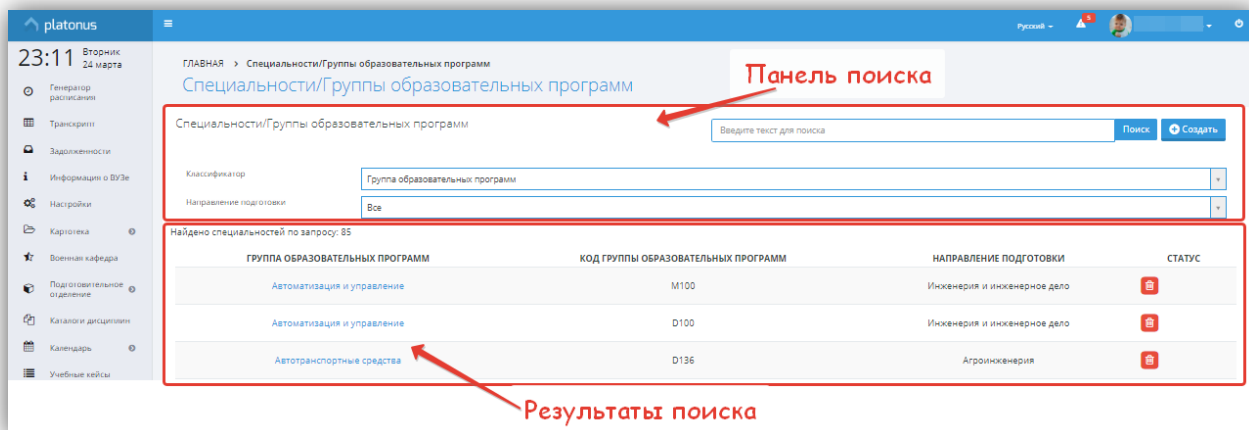 platonus
Русский
5
23:11 Вторник
24 марта
Генератор
расписания
Транскрипт
Задолженности
Информация о ВУЗе
Настройки
Картотека
Военная кафедра
Подготовительное
отделение
Каталоги дисциплин
Календарь
Учебные кейсы
ГЛАВНАЯ > Специальности/Группы образовательных программ
Специальности/Группы образовательных программ
Панель поиска
Специальности/Группы образовательных программ
Введите текст для поиска
Поиск
Создать
Классификатор
Группа образовательных программ
Направление подготовки
Все
Найдено специальностей по запросу: 85
ГРУППА ОБРАЗОВАТЕЛЬНЫХ ПРОГРАММ КОД ГРУППЫ ОБРАЗОВАТЕЛЬНЫХ ПРОГРАММ НАПРАВЛЕНИЕ ПОДГОТОВКИ СТАТУС
Автоматизация и управление M100 Инженерия и инженерное дело
Автоматизация и управление D100 Инженерия и инженерное дело
Автотранспортные средства D136 Агроинженерия
Результаты поиска